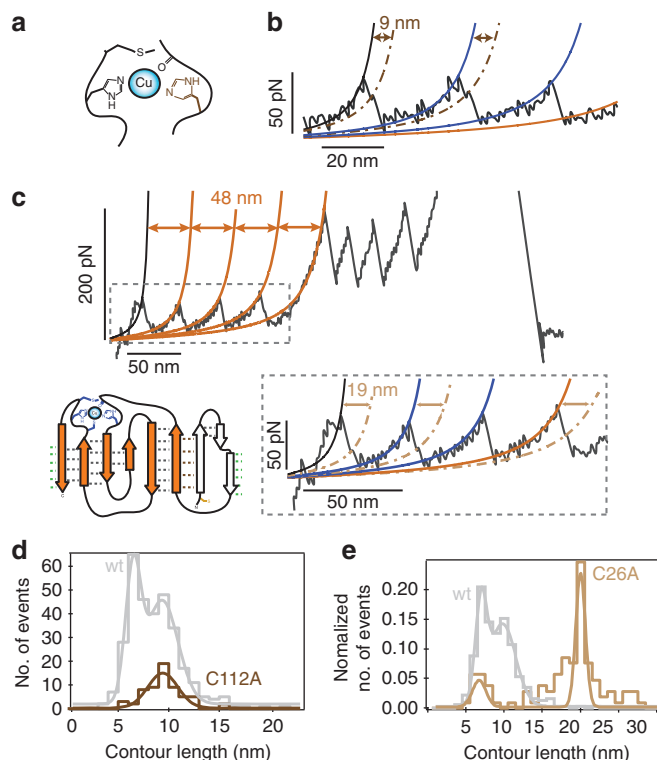 a
S
O
N
N
H
Cu
NH
N
b
9 nm
50 pN
20 nm
c
48 nm
200 pN
50 nm
19 nm
50 pN
50 nm
d
60
50
40
30
20
10
0
No. of events
wt
C112A
0 5 10 15 20
Contour length (nm)
e
0.20
0.15
0.10
0.05
0.00
Nomalized
no. of events
wt
C26A
0 5 10 15 20 25 30
Contour length (nm)